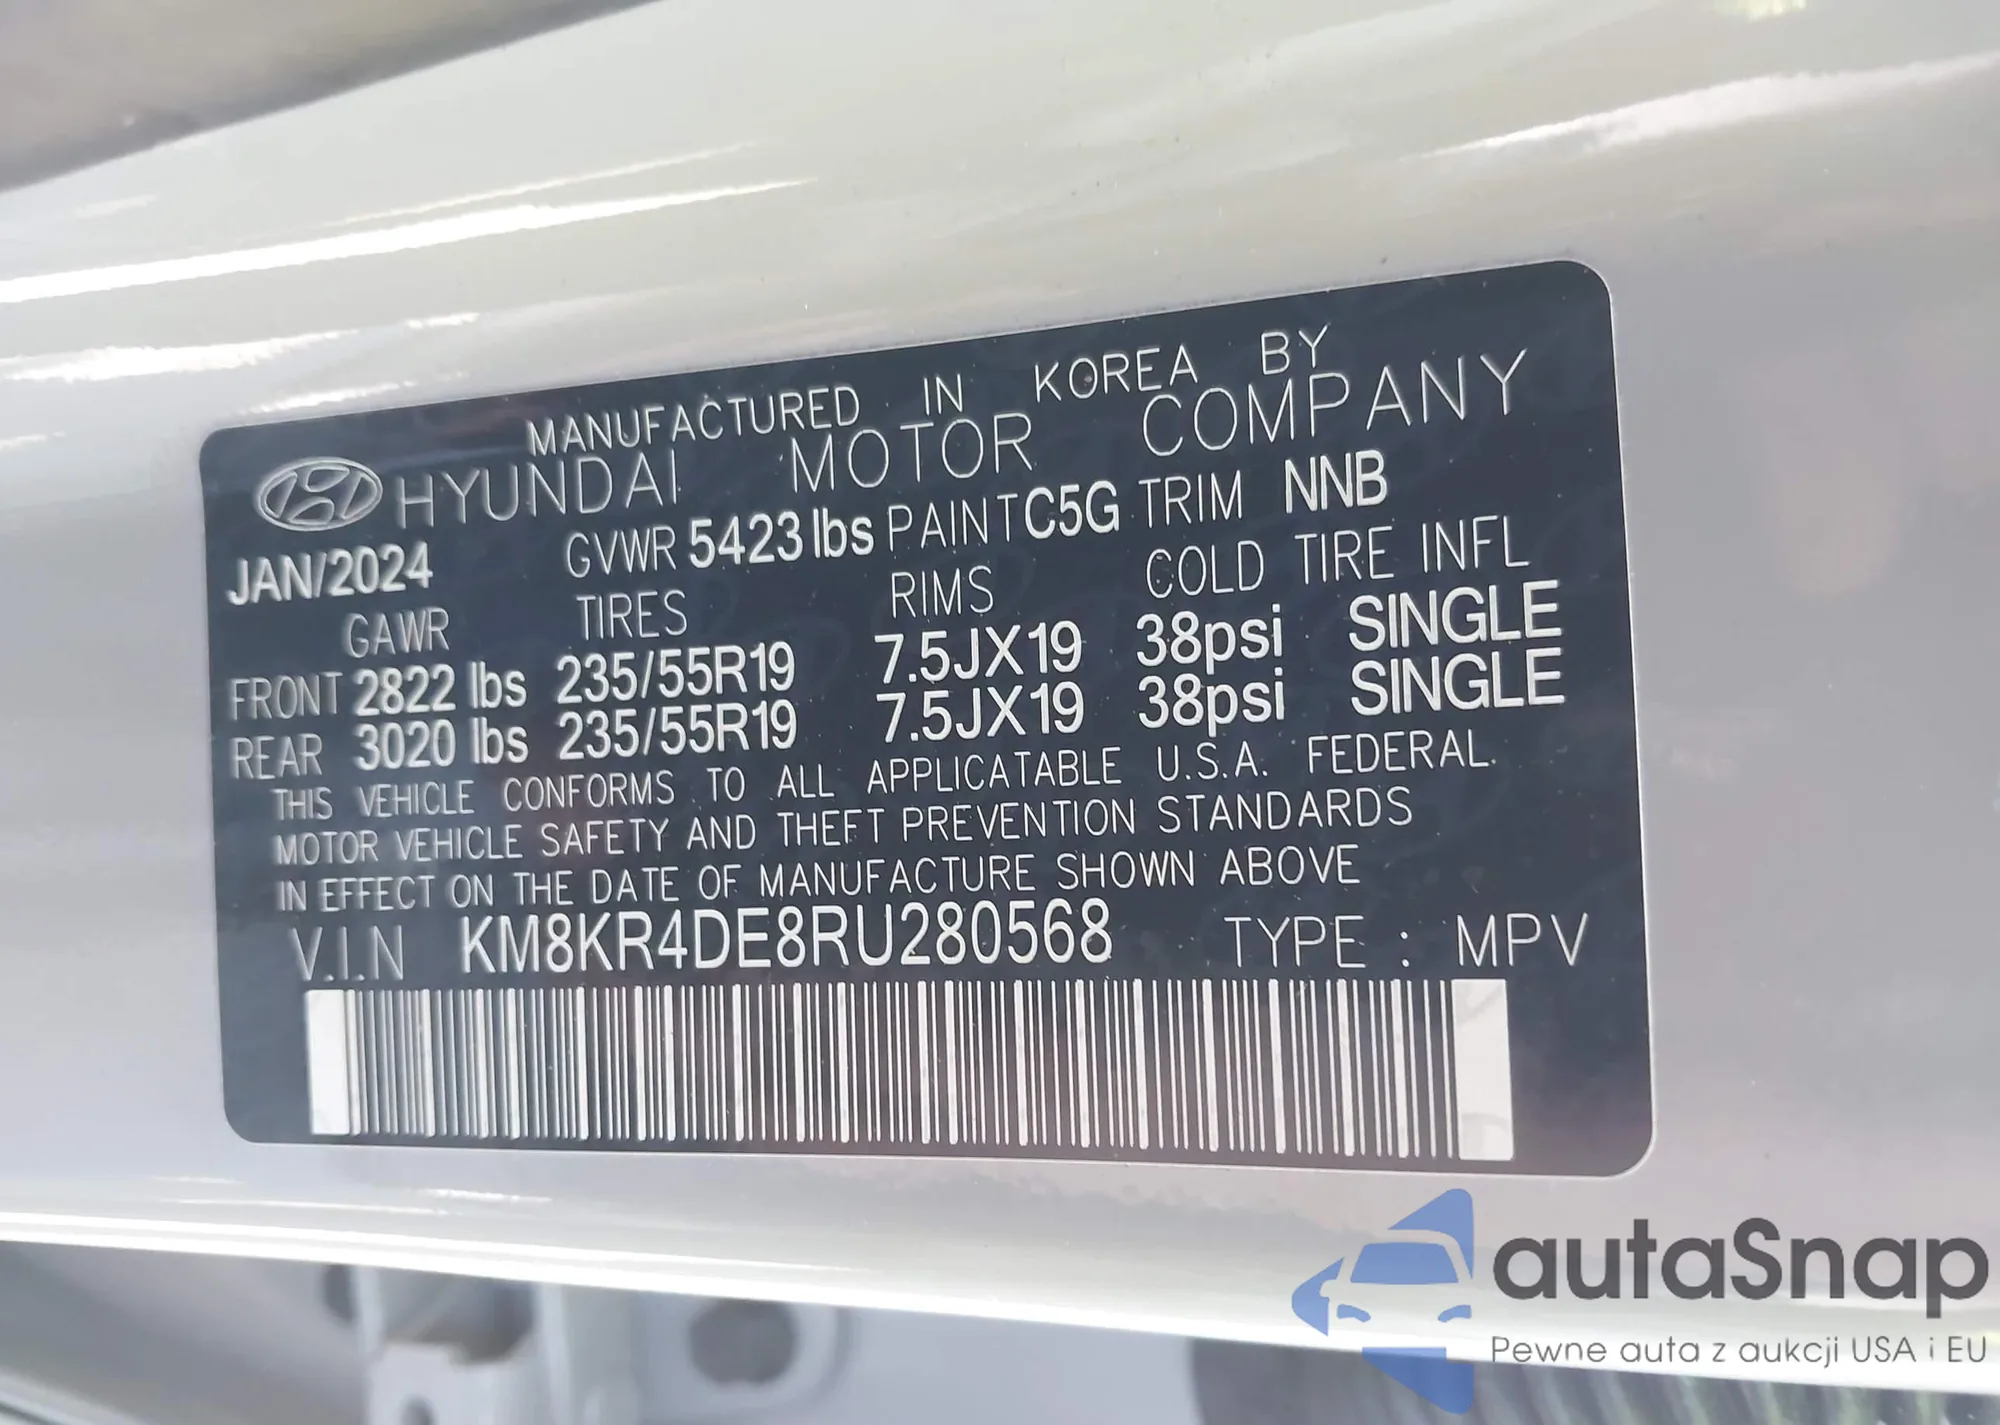 MANUFACTURED IN KOREA BY
HYUNDAI MOTOR COMPANY
JAN/2024 GVWR 5423 lbs PAINT C5G TRIM NNB
GAWR TIRES RIMS COLD TIRE INFL
FRONT 2822 lbs 235/55R19 7.5JX19 38psi SINGLE
REAR 3020 lbs 235/55R19 7.5JX19 38psi SINGLE
THIS VEHICLE CONFORMS TO ALL APPLICATABLE U.S.A. FEDERAL.
MOTOR VEHICLE SAFETY AND THEFT PREVENTION STANDARDS
IN EFFECT ON THE DATE OF MANUFACTURE SHOWN ABOVE
V.I.N KM8KR4DE8RU280568 TYPE : MPV
autaSnap
Pewne auta z aukcji USA i EU